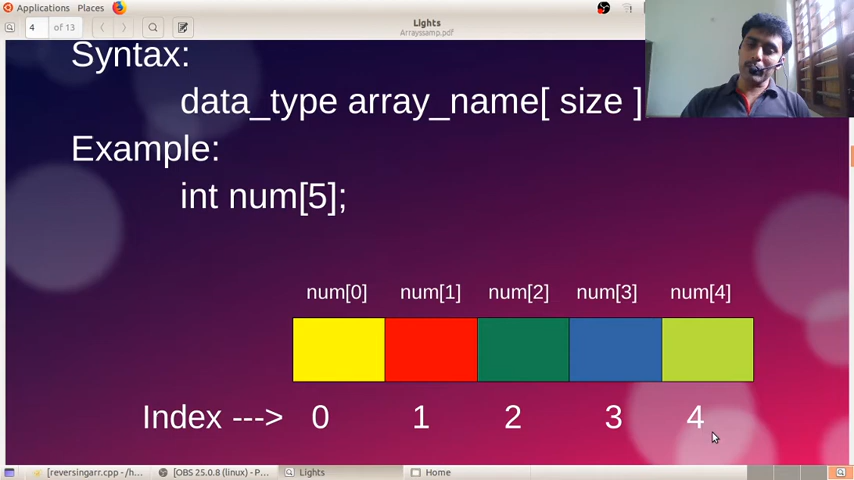 Applications Places
4 of 13
Lights
Arrayssamp.pdf
Syntax:
data_type array_name[ size ]
Example:
int num[5];
num[0] num[1] num[2] num[3] num[4]
Index ---> 0 1 2 3 4
[reversingarr.cpp - /h... [OBS 25.0.8 (linux) - P... Lights Home